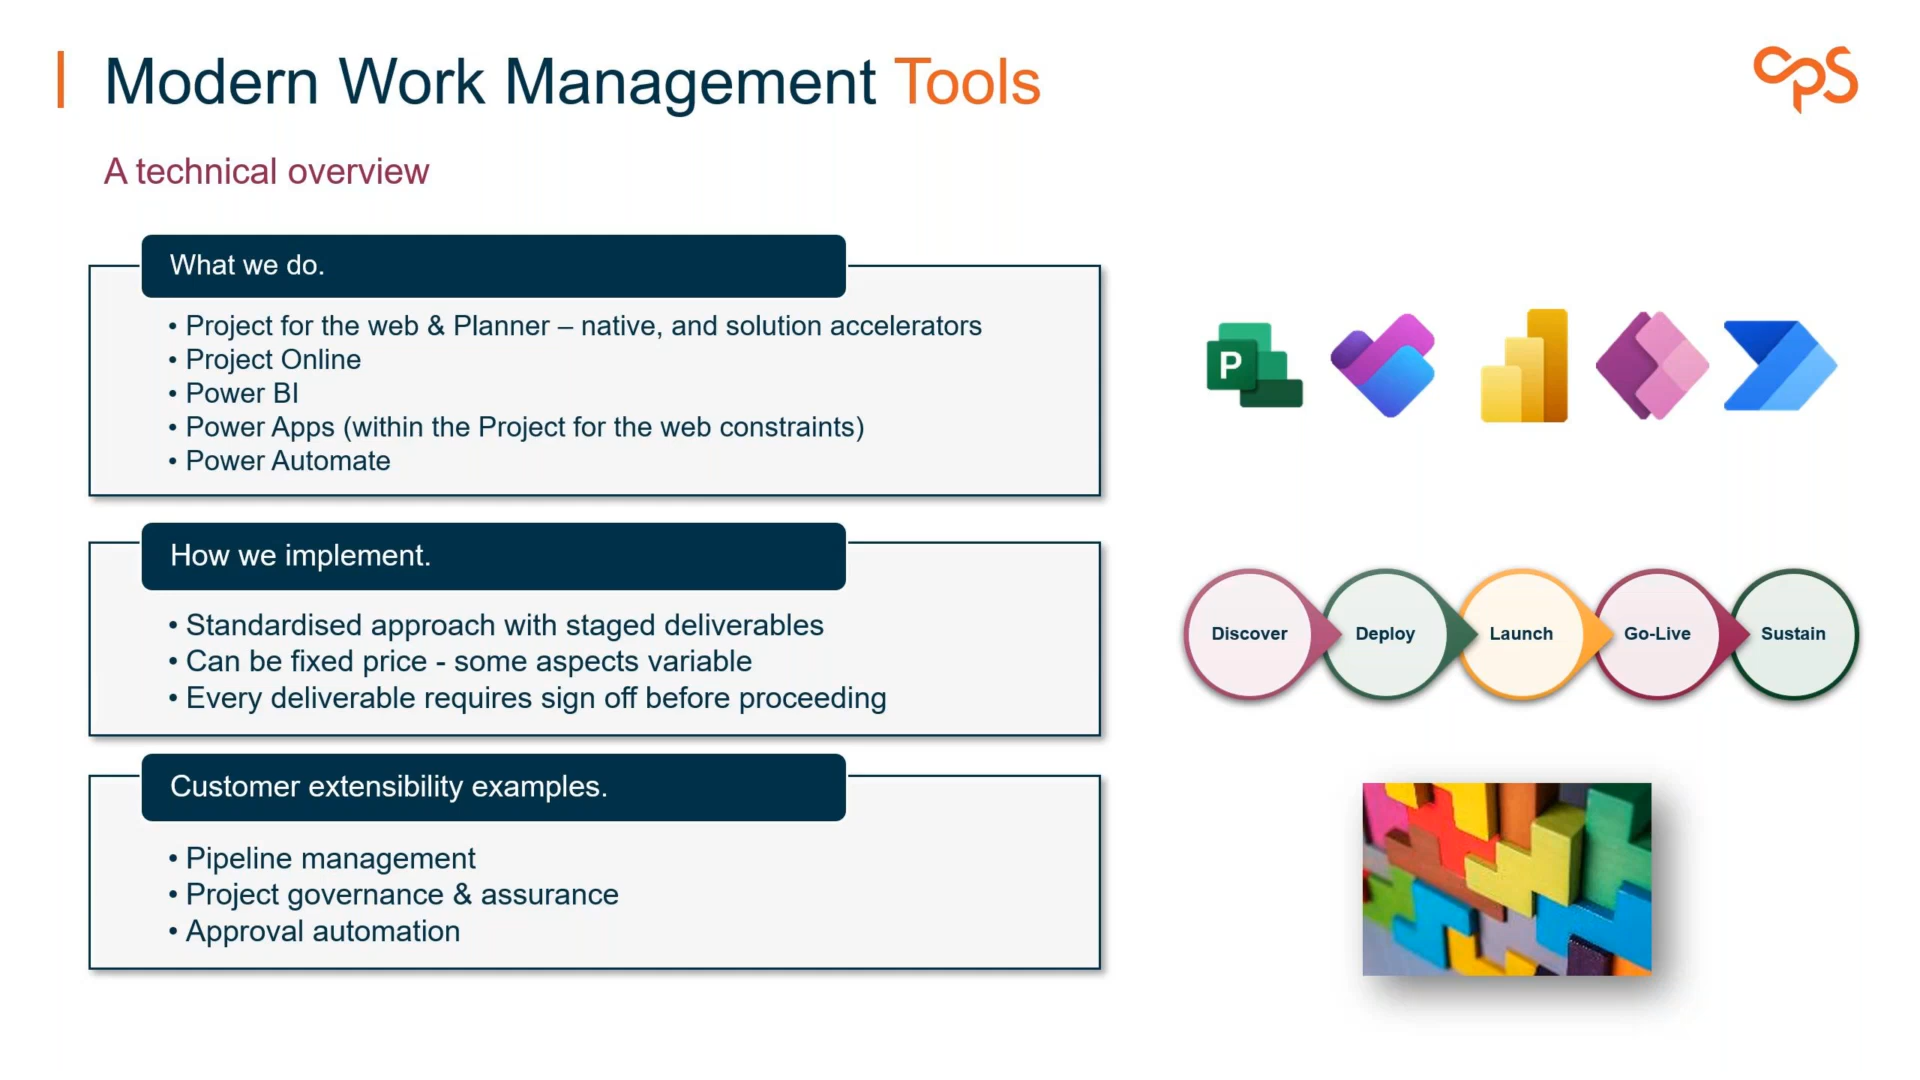 Modern Work Management Tools
cps
A technical overview
What we do.
• Project for the web & Planner – native, and solution accelerators
• Project Online
• Power BI
• Power Apps (within the Project for the web constraints)
• Power Automate
P
How we implement.
• Standardised approach with staged deliverables
• Can be fixed price - some aspects variable
• Every deliverable requires sign off before proceeding
Discover
Deploy
Launch
Go-Live
Sustain
Customer extensibility examples.
• Pipeline management
• Project governance & assurance
• Approval automation